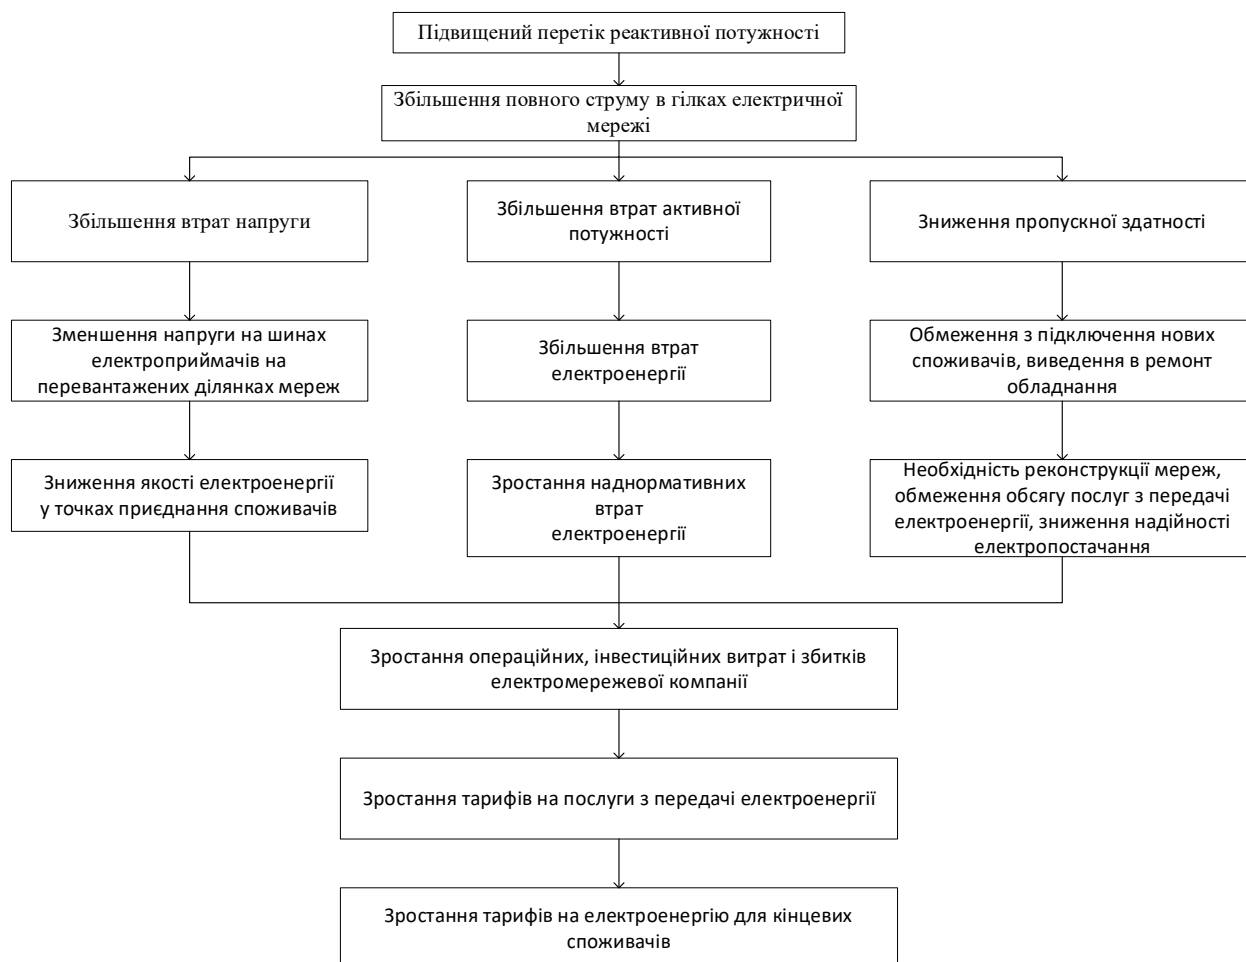 Підвищений перетік реактивної потужності
Збільшення повного струму в гілках електричної
мережі
Збільшення втрат напруги
Збільшення втрат активної
потужності
Зниження пропускної здатності
Зменшення напруги на шинах
електроприймачів на
перевантажених ділянках мереж
Збільшення втрат
електроенергії
Обмеження з підключення нових
споживачів, виведення в ремонт
обладнання
Зниження якості електроенергії
у точках приєднання споживачів
Зростання наднормативних
втрат
електроенергії
Необхідність реконструкції мереж,
обмеження обсягу послуг з передачі
електроенергії, зниження надійності
електропостачання
Зростання операційних, інвестиційних витрат і збитків
електромережевої компанії
Зростання тарифів на послуги з передачі електроенергії
Зростання тарифів на електроенергію для кінцевих
споживачів